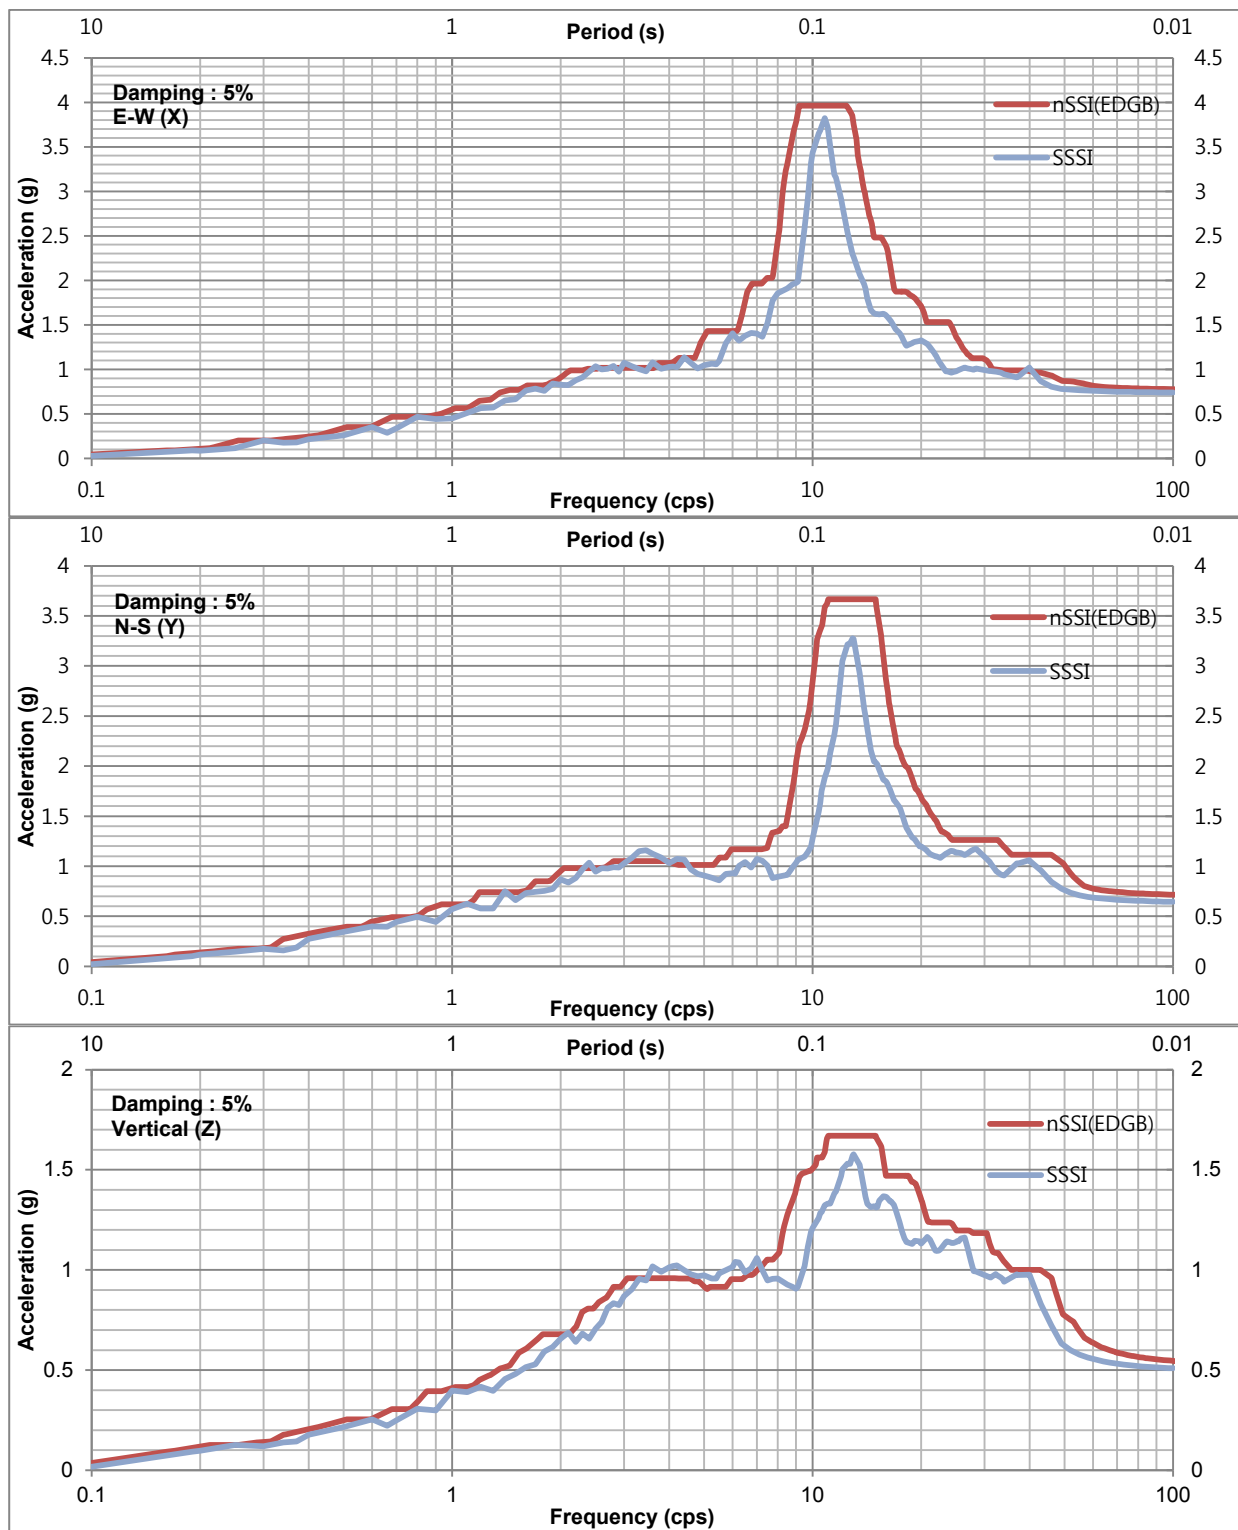 10 1 Period (s) 0.1 0.01
4.5 4.5
Damping : 5%
E-W (X)
4 nSSI(EDGB) 4
3.5 SSSI 3.5
3 3
2.5 2.5
2 2
1.5 1.5
1 1
0.5 0.5
0 0
Acceleration (g)
0.1 1 10 100
Frequency (cps)
10 1 Period (s) 0.1 0.01
4 4
Damping : 5%
N-S (Y)
3.5 nSSI(EDGB) 3.5
3 SSSI 3
2.5 2.5
2 2
1.5 1.5
1 1
0.5 0.5
0 0
Acceleration (g)
0.1 1 10 100
Frequency (cps)
10 1 Period (s) 0.1 0.01
2 2
Damping : 5%
Vertical (Z)
nSSI(EDGB)
1.5 SSSI 1.5
1 1
0.5 0.5
0 0
Acceleration (g)
0.1 1 10 100
Frequency (cps)